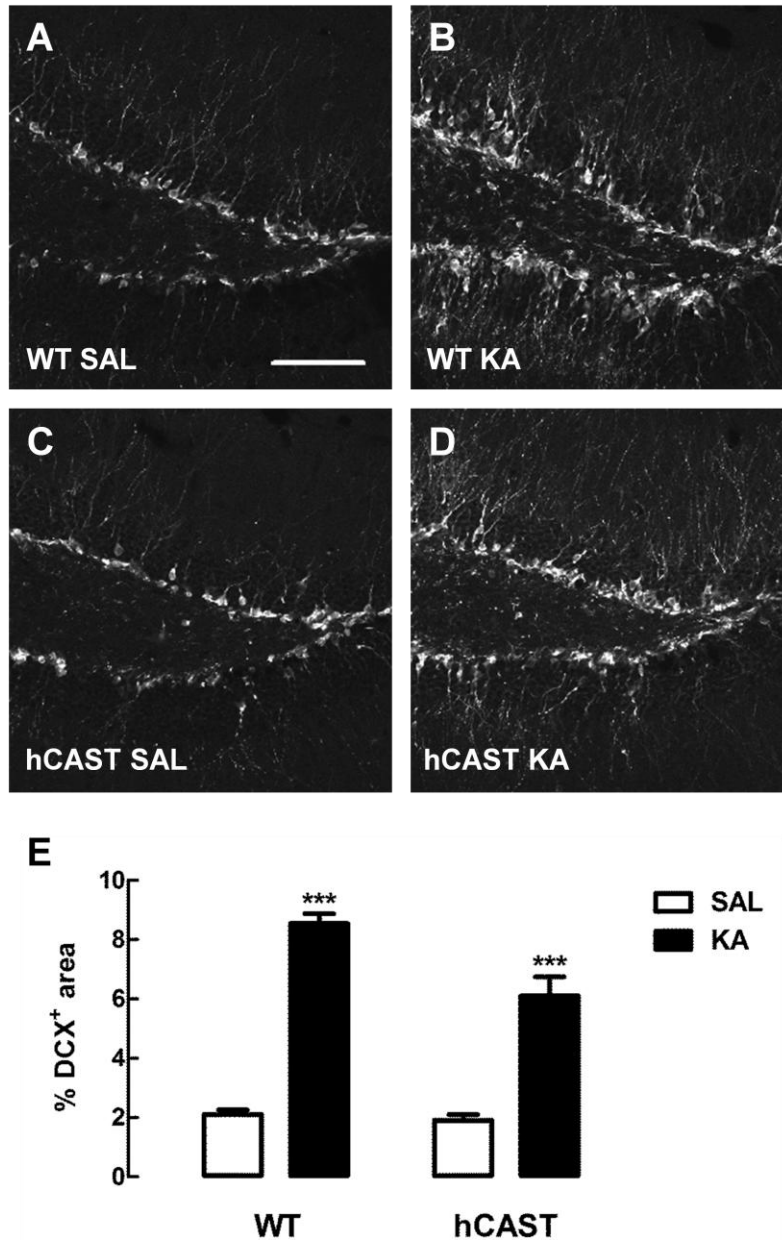 A
WT SAL
B
WT KA
C
hCAST SAL
D
hCAST KA
E
% DCX⁺ area
10
8
6
4
2
0
***
***
SAL
KA
WT
hCAST